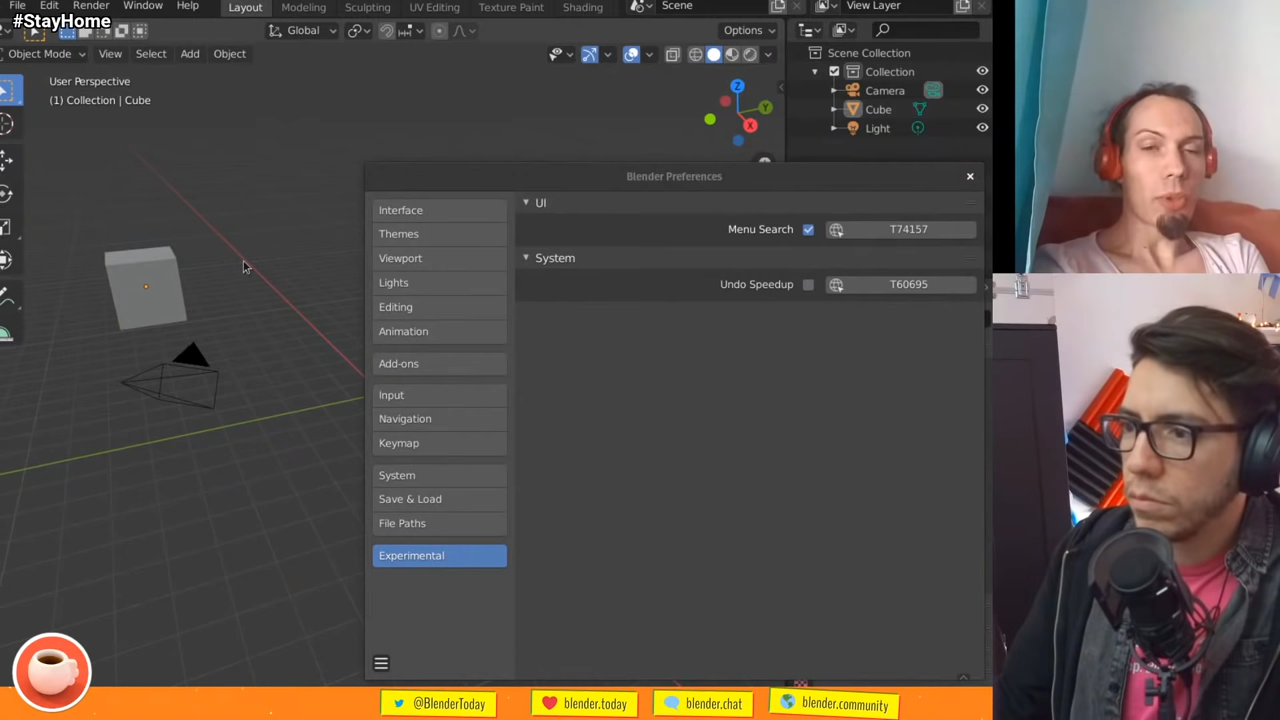 File Edit Render Window Help Layout Modeling Sculpting UV Editing Texture Paint Shading Scene View Layer
#StayHome
Global Options
Object Mode View Select Add Object
Scene Collection
Collection
Camera
Cube
Light
User Perspective
(1) Collection | Cube
Z
Y
X
Blender Preferences
Interface
Themes
Viewport
Lights
Editing
Animation
Add-ons
Input
Navigation
Keymap
System
Save & Load
File Paths
Experimental
UI
Menu Search T74157
System
Undo Speedup T60695
@BlenderToday blender.today blender.chat blender.community